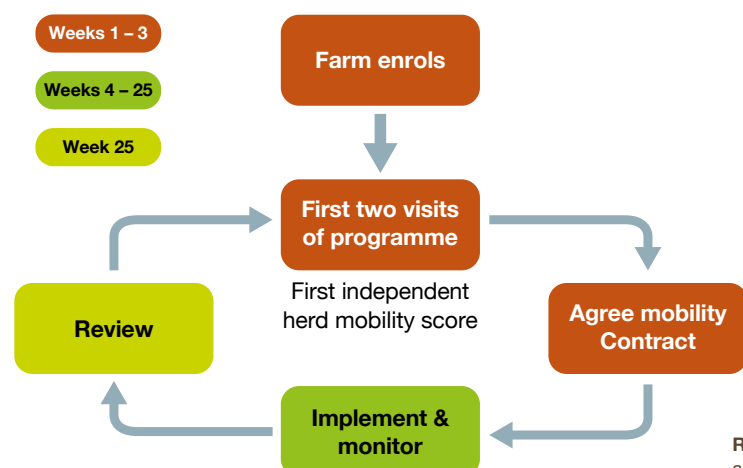 Weeks 1 – 3
Weeks 4 – 25
Week 25
Farm enrols
First two visits
of programme
First independent
herd mobility score
Agree mobility
Contract
Implement &
monitor
Review
R